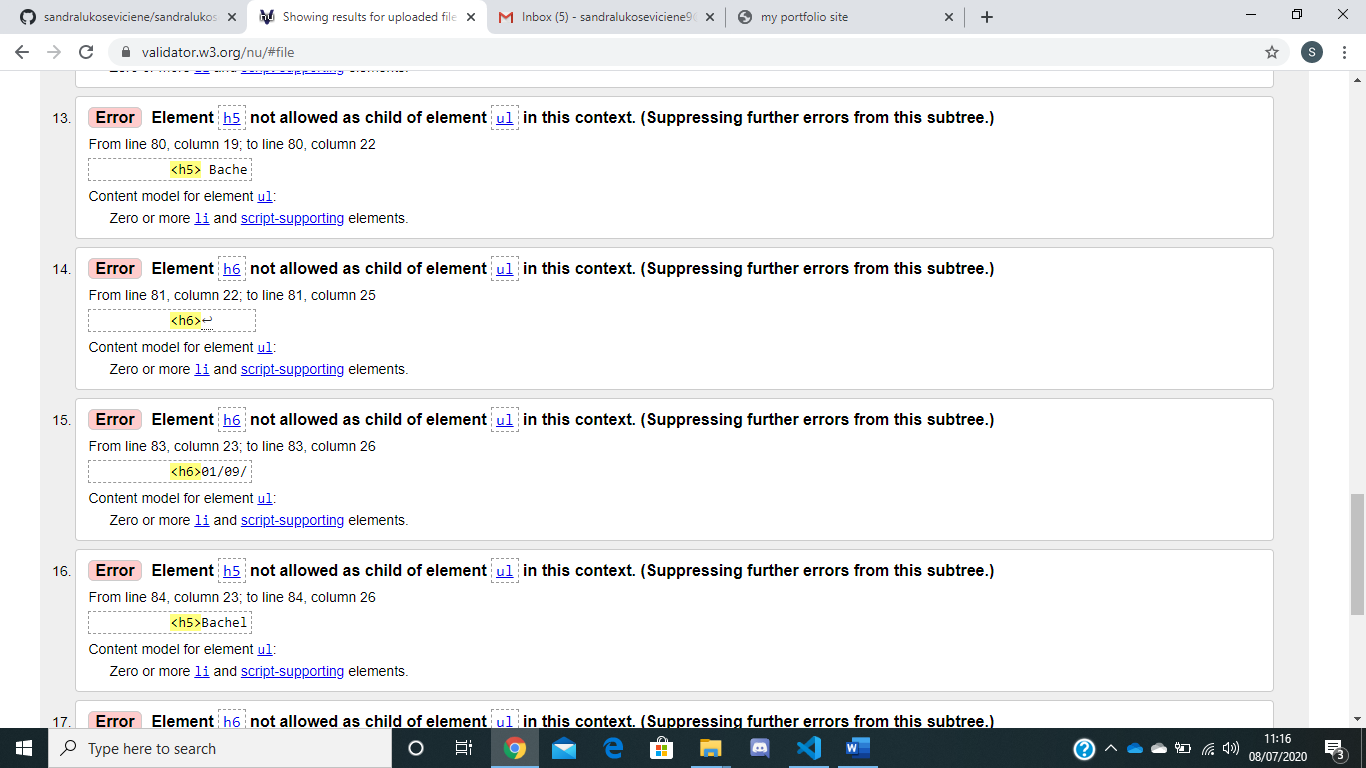 sandralukoseviciene/sandralukos
Showing results for uploaded file
Inbox (5) - sandralukoseviciene9
my portfolio site
validator.w3.org/nu/#file
S
Zero or more li and script-supporting elements.
13. Error Element h5 not allowed as child of element ul in this context. (Suppressing further errors from this subtree.)
From line 80, column 19; to line 80, column 22
<h5> Bache
Content model for element ul:
Zero or more li and script-supporting elements.
14. Error Element h6 not allowed as child of element ul in this context. (Suppressing further errors from this subtree.)
From line 81, column 22; to line 81, column 25
<h6>↩
Content model for element ul:
Zero or more li and script-supporting elements.
15. Error Element h6 not allowed as child of element ul in this context. (Suppressing further errors from this subtree.)
From line 83, column 23; to line 83, column 26
<h6>01/09/
Content model for element ul:
Zero or more li and script-supporting elements.
16. Error Element h5 not allowed as child of element ul in this context. (Suppressing further errors from this subtree.)
From line 84, column 23; to line 84, column 26
<h5>Bachel
Content model for element ul:
Zero or more li and script-supporting elements.
17. Error Element h6 not allowed as child of element ul in this context. (Suppressing further errors from this subtree.)
Type here to search
11:16
08/07/2020
3